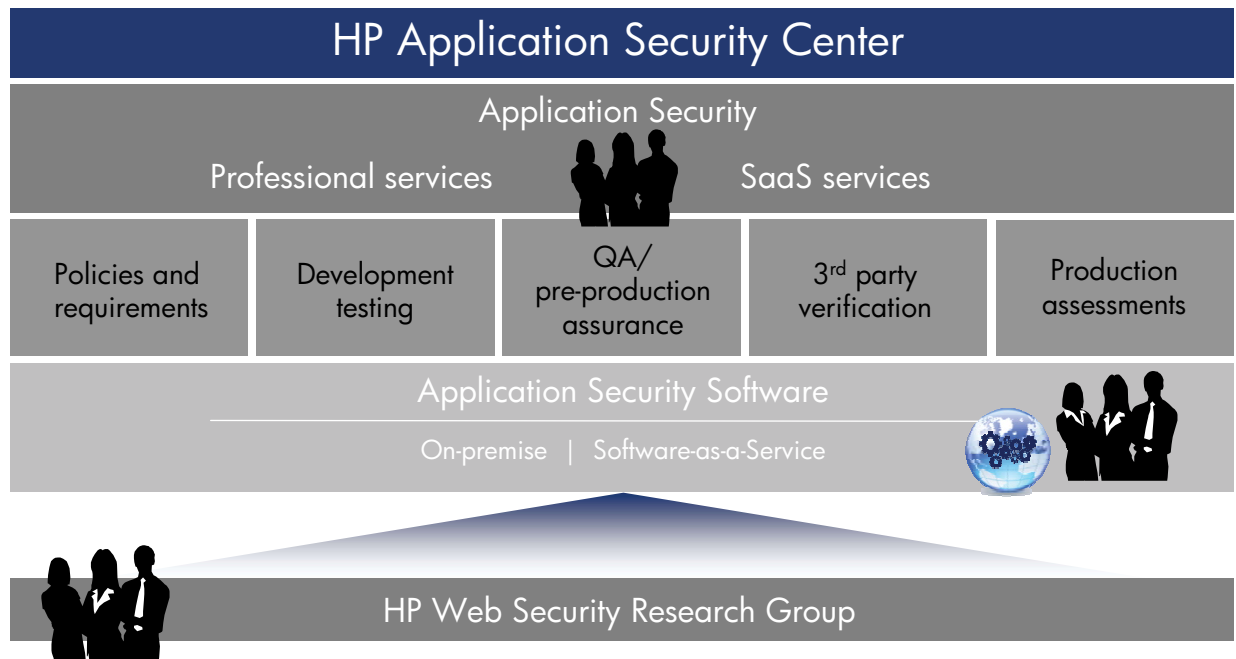 HP Application Security Center
Application Security
Professional services
SaaS services
Policies and
requirements
Development
testing
QA/
pre-production
assurance
3rd party
verification
Production
assessments
Application Security Software
On-premise | Software-as-a-Service
HP Web Security Research Group